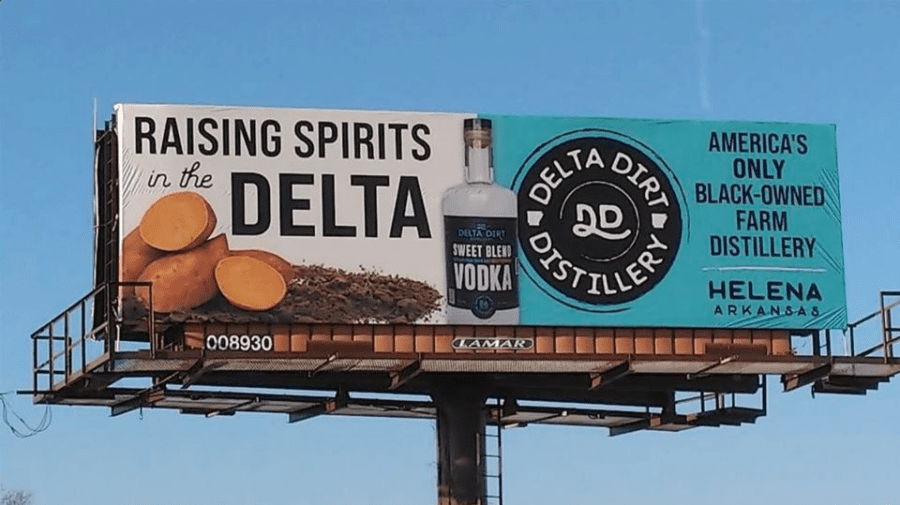 RAISING SPIRITS
in the
DELTA
DELTA DIRT
SWEET BLEND
VODKA
DELTA DIRT
DD
DISTILLERY
AMERICA'S
ONLY
BLACK-OWNED
FARM
DISTILLERY
HELENA
ARKANSAS
008930
LAMAR